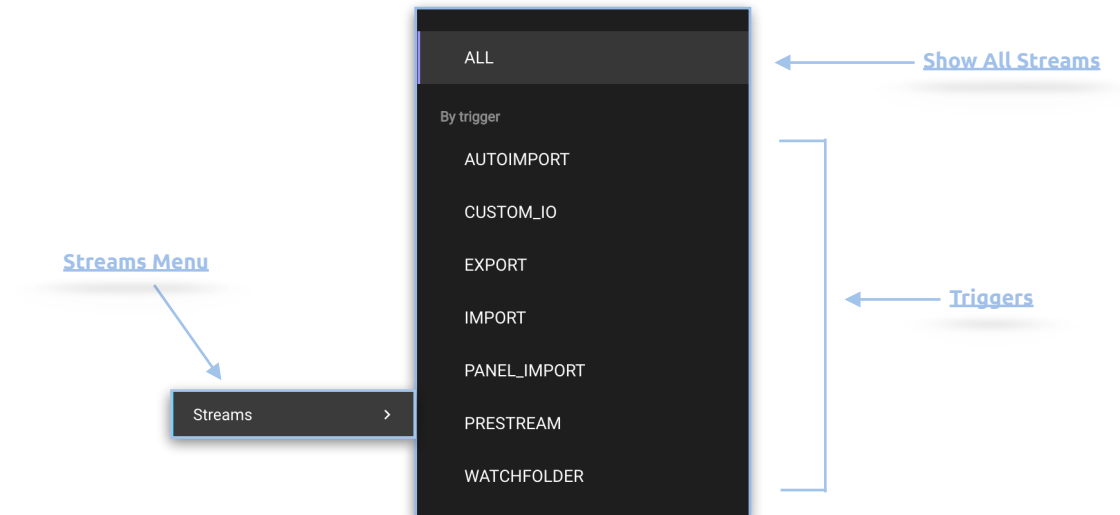 ALL
Show All Streams
By trigger
AUTOIMPORT
CUSTOM_IO
EXPORT
IMPORT
PANEL_IMPORT
PRESTREAM
WATCHFOLDER
Triggers
Streams Menu
Streams